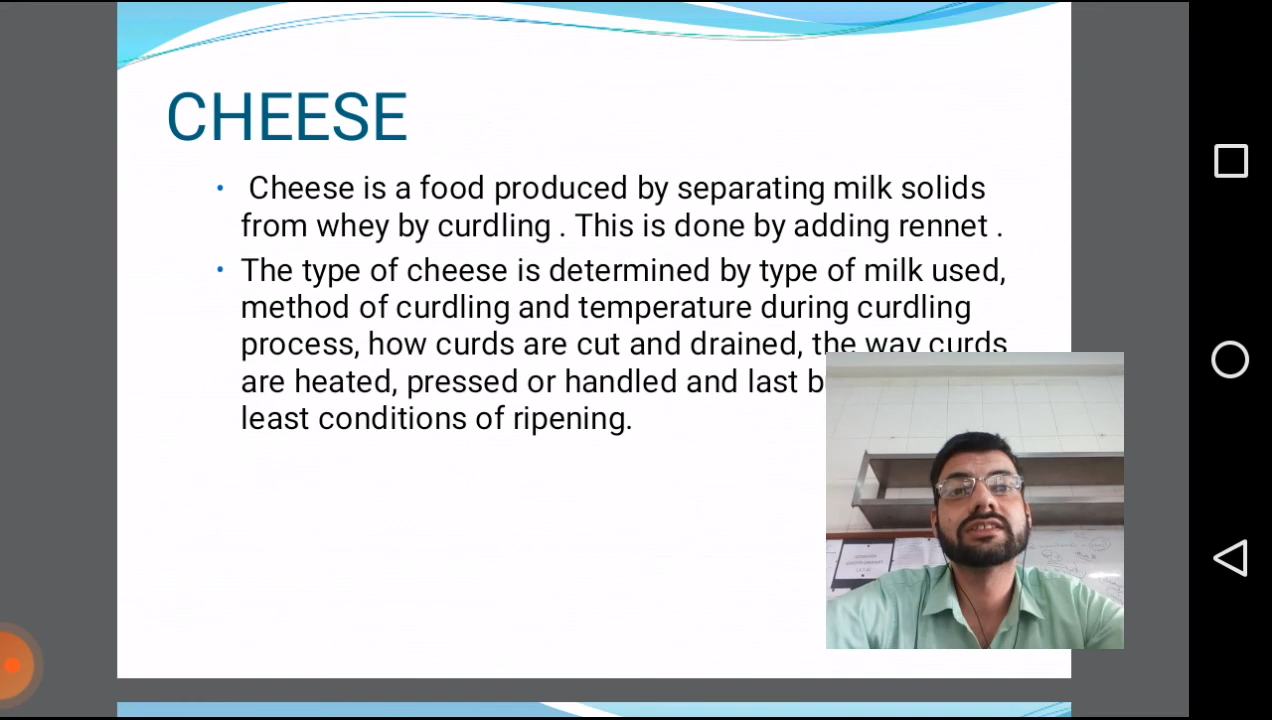 CHEESE
• Cheese is a food produced by separating milk solids
from whey by curdling . This is done by adding rennet .
• The type of cheese is determined by type of milk used,
method of curdling and temperature during curdling
process, how curds are cut and drained, the way curds
are heated, pressed or handled and last b
least conditions of ripening.